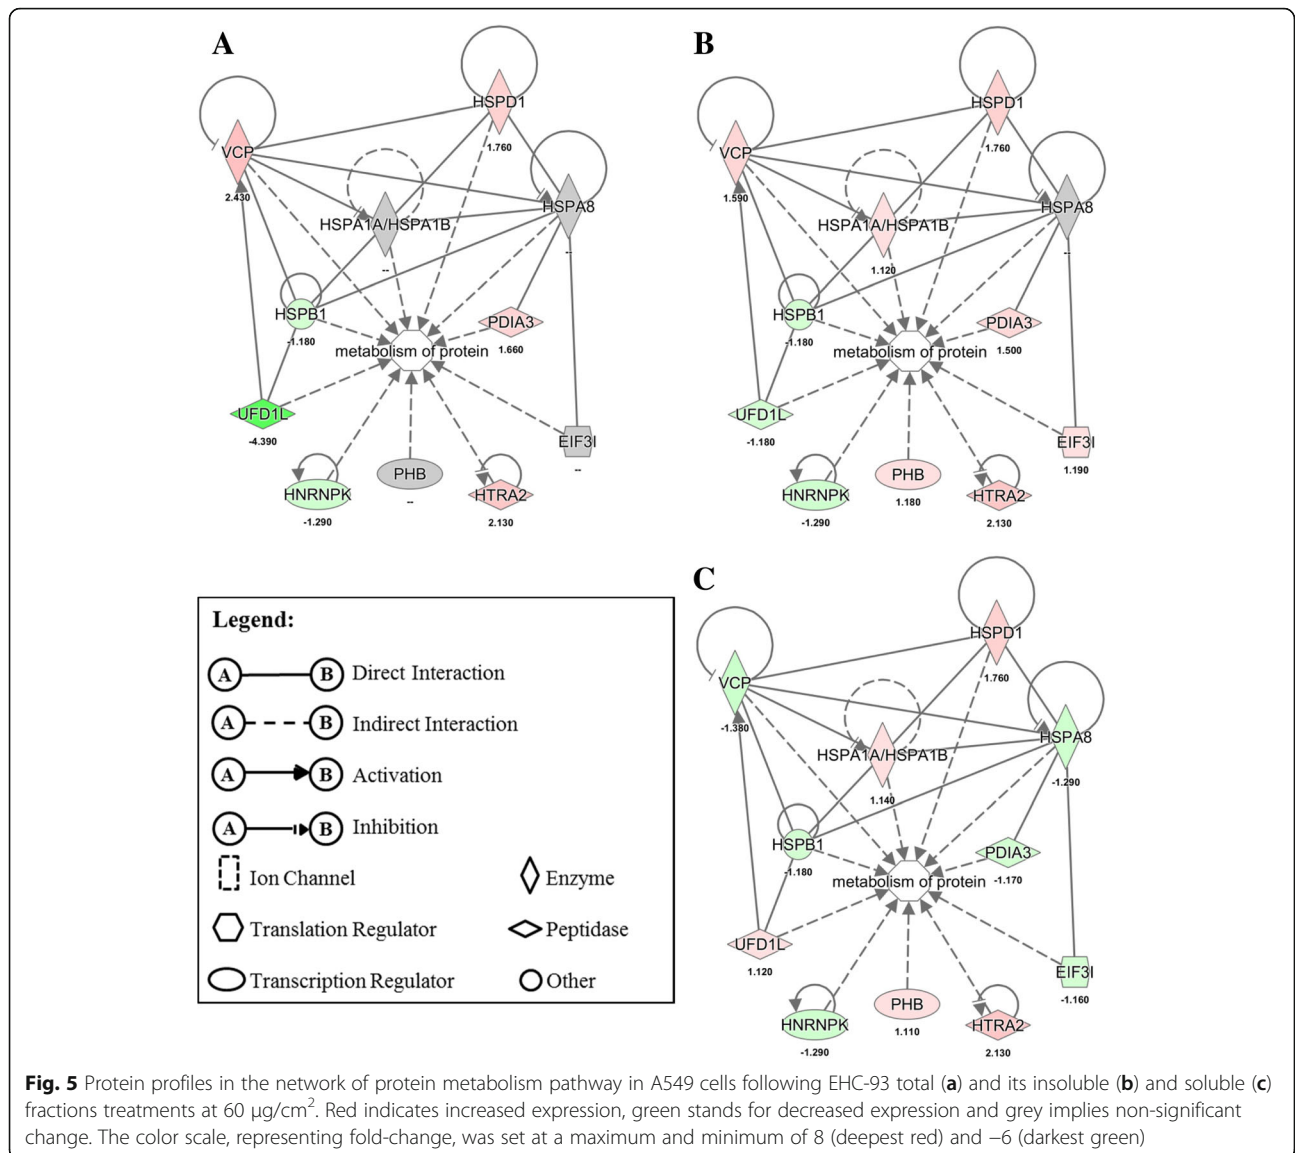 A
HSPD1
1.760
VCP
2.430
HSPA8
--
HSPA1A/HSPA1B
--
HSPB1
-1.180
PDIA3
1.660
metabolism of protein
UFD1L
-4.390
EIF3I
--
HNRNPK
-1.290
PHB
--
HTRA2
2.130
B
HSPD1
1.760
VCP
1.590
HSPA8
--
HSPA1A/HSPA1B
1.120
HSPB1
-1.180
PDIA3
1.500
metabolism of protein
UFD1L
-1.180
EIF3I
1.190
HNRNPK
-1.290
PHB
1.180
HTRA2
2.130
C
HSPD1
1.760
VCP
-1.380
HSPA8
-1.290
HSPA1A/HSPA1B
1.140
HSPB1
-1.180
PDIA3
-1.170
metabolism of protein
UFD1L
1.120
EIF3I
-1.160
HNRNPK
-1.290
PHB
1.110
HTRA2
2.130
Legend:
A B Direct Interaction
A B Indirect Interaction
A B Activation
A B Inhibition
Ion Channel Enzyme
Translation Regulator Peptidase
Transcription Regulator Other
Fig. 5 Protein profiles in the network of protein metabolism pathway in A549 cells following EHC-93 total (a) and its insoluble (b) and soluble (c)
fractions treatments at 60 μg/cm². Red indicates increased expression, green stands for decreased expression and grey implies non-significant
change. The color scale, representing fold-change, was set at a maximum and minimum of 8 (deepest red) and −6 (darkest green)